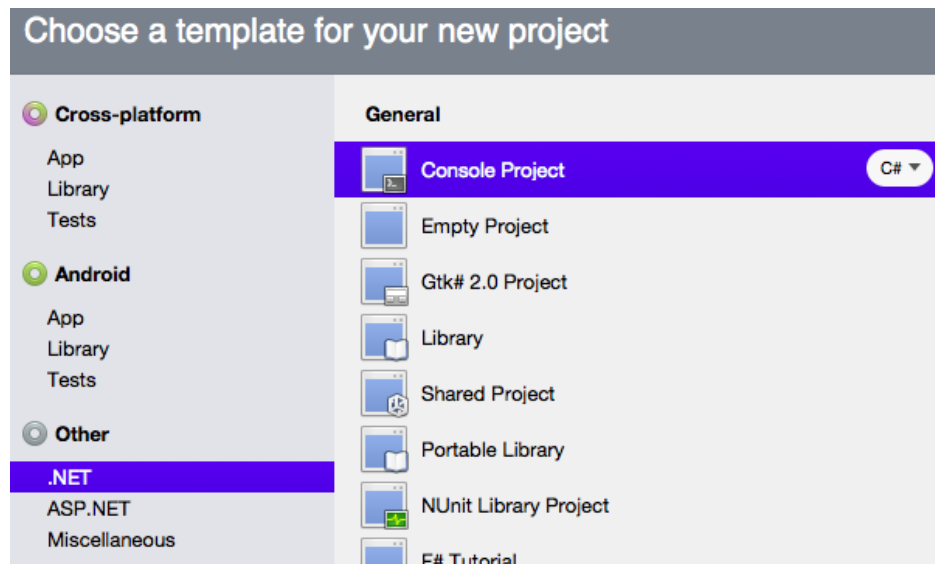 Choose a template for your new project
Cross-platform
App
Library
Tests
Android
App
Library
Tests
Other
.NET
ASP.NET
Miscellaneous
General
Console Project
C#
Empty Project
Gtk# 2.0 Project
Library
Shared Project
Portable Library
NUnit Library Project
F# Tutorial